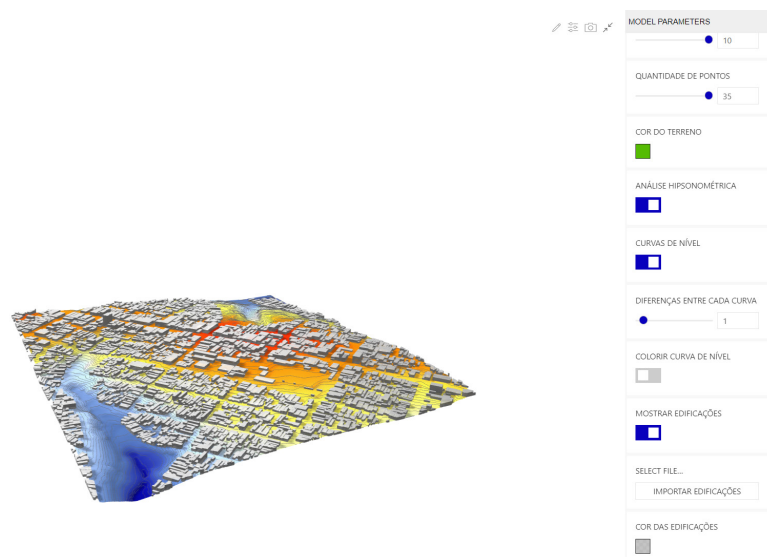 MODEL PARAMETERS
10
QUANTIDADE DE PONTOS
35
COR DO TERRENO
ANÁLISE HIPSONOMÉTRICA
CURVAS DE NÍVEL
DIFERENÇAS ENTRE CADA CURVA
1
COLORIR CURVA DE NÍVEL
MOSTRAR EDIFICAÇÕES
SELECT FILE...
IMPORTAR EDIFICAÇÕES
COR DAS EDIFICAÇÕES